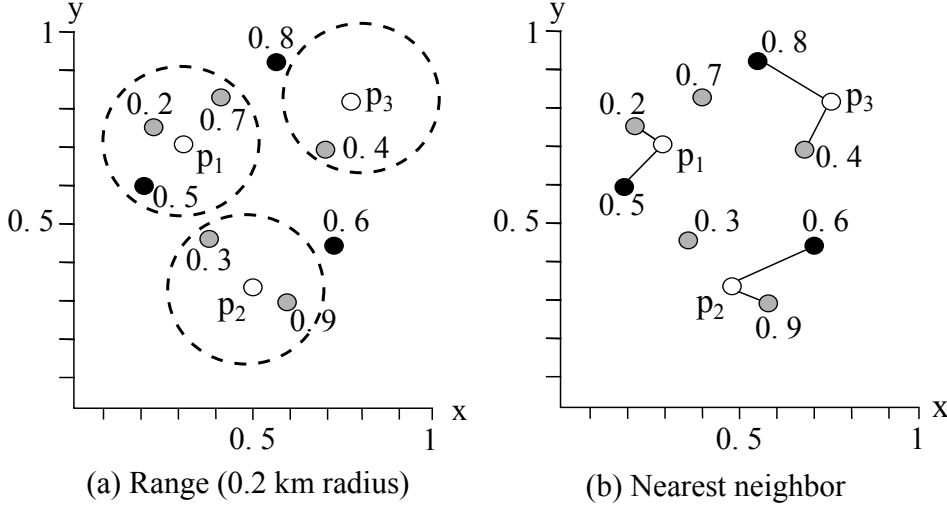 y
1
0. 8
p₃
0. 2
0. 7
p₁
0. 4
0. 5
0. 5
0. 6
0. 3
p₂
0. 9
x
0. 5
1
(a) Range (0.2 km radius)
y
1
0. 8
0. 7
p₃
0. 2
p₁
0. 4
0. 5
0. 5
0. 3
0. 6
p₂
0. 9
x
0. 5
1
(b) Nearest neighbor